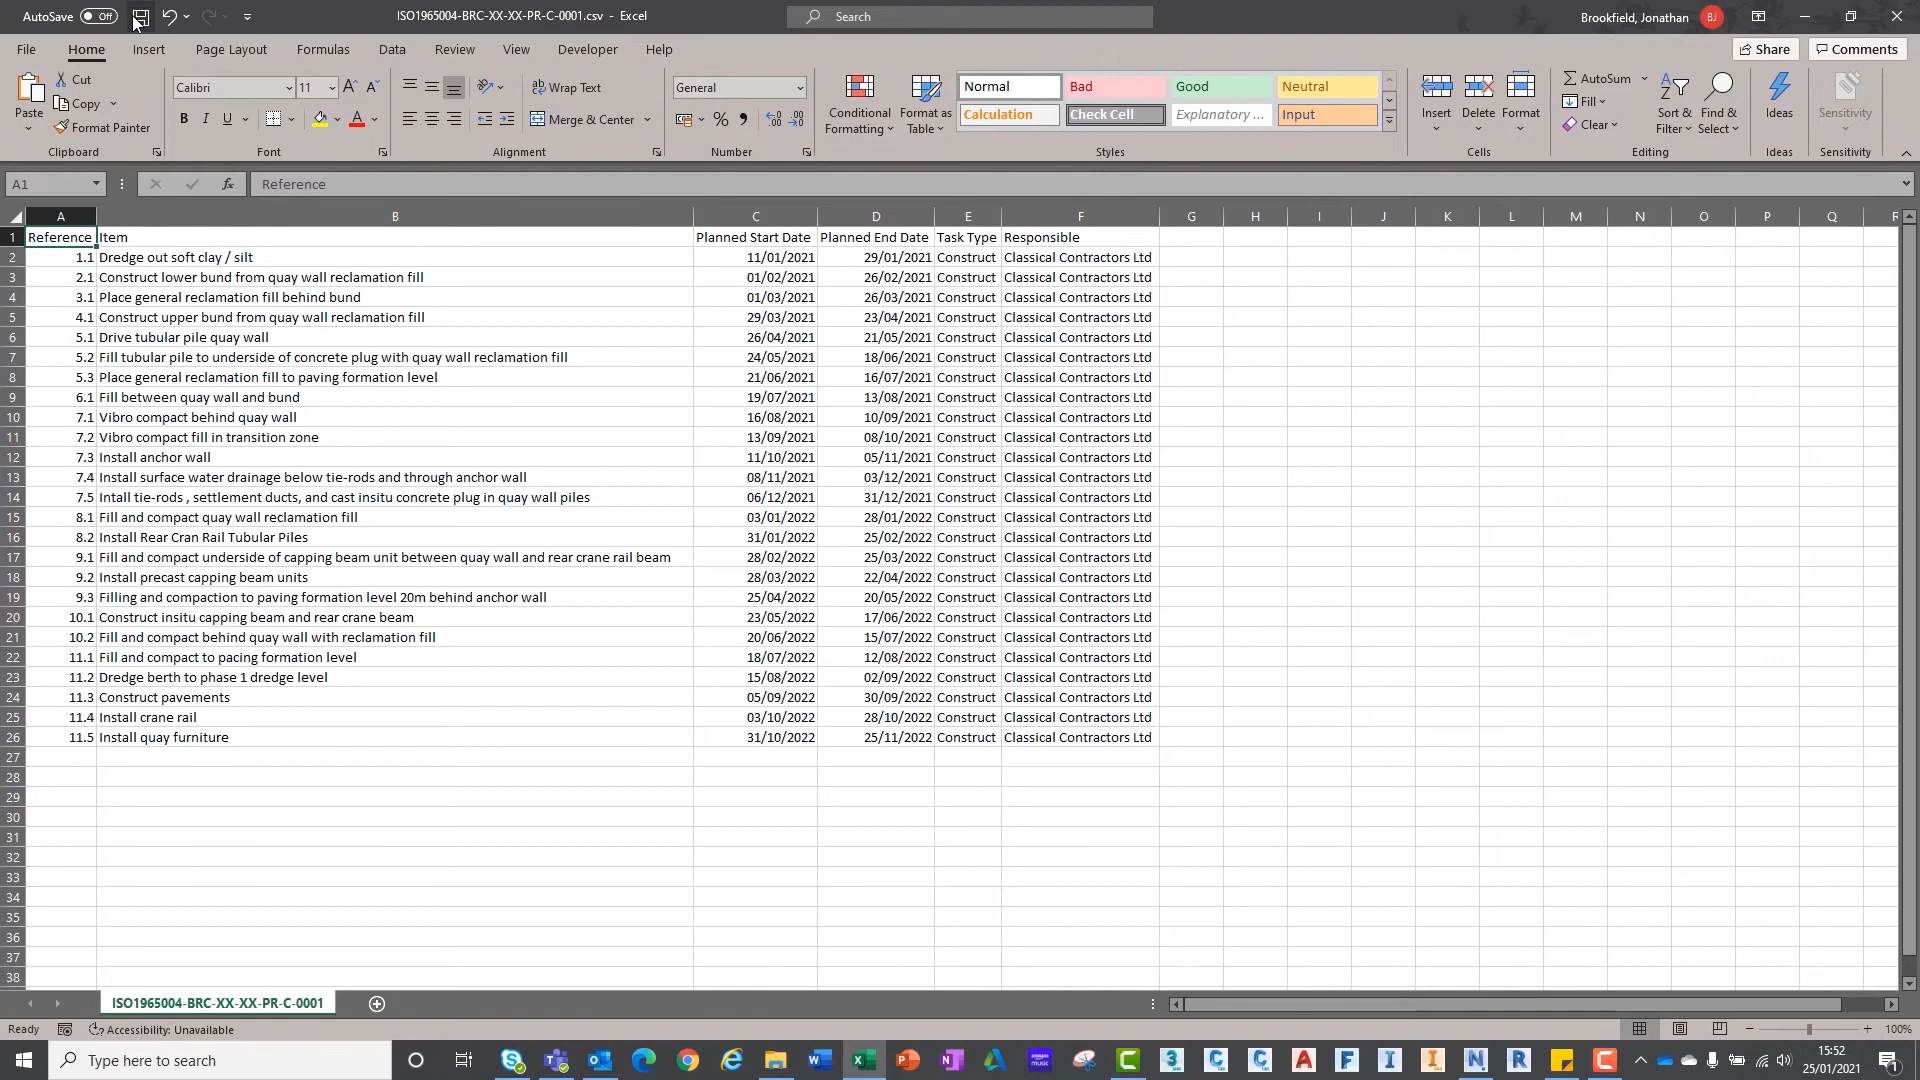 AutoSave Off ISO1965004-BRC-XX-XX-PR-C-0001.csv - Excel Search Brookfield, Jonathan BJ
File Home Insert Page Layout Formulas Data Review View Developer Help Share Comments
Cut
Copy
Format Painter
Paste
Clipboard
Calibri 11
B I U
Font
Wrap Text
Merge & Center
Alignment
General
Number
Conditional Formatting
Format as Table
Normal Bad Good Neutral
Calculation Check Cell Explanatory ... Input
Styles
Insert Delete Format
Cells
AutoSum
Fill
Clear
Sort & Filter
Find & Select
Editing
Ideas
Ideas
Sensitivity
Sensitivity
A1 fx Reference
A B C D E F G H I J K L M N O P Q R
1 Reference Item Planned Start Date Planned End Date Task Type Responsible
2 1.1 Dredge out soft clay / silt 11/01/2021 29/01/2021 Construct Classical Contractors Ltd
3 2.1 Construct lower bund from quay wall reclamation fill 01/02/2021 26/02/2021 Construct Classical Contractors Ltd
4 3.1 Place general reclamation fill behind bund 01/03/2021 26/03/2021 Construct Classical Contractors Ltd
5 4.1 Construct upper bund from quay wall reclamation fill 29/03/2021 23/04/2021 Construct Classical Contractors Ltd
6 5.1 Drive tubular pile quay wall 26/04/2021 21/05/2021 Construct Classical Contractors Ltd
7 5.2 Fill tubular pile to underside of concrete plug with quay wall reclamation fill 24/05/2021 18/06/2021 Construct Classical Contractors Ltd
8 5.3 Place general reclamation fill to paving formation level 21/06/2021 16/07/2021 Construct Classical Contractors Ltd
9 6.1 Fill between quay wall and bund 19/07/2021 13/08/2021 Construct Classical Contractors Ltd
10 7.1 Vibro compact behind quay wall 16/08/2021 10/09/2021 Construct Classical Contractors Ltd
11 7.2 Vibro compact fill in transition zone 13/09/2021 08/10/2021 Construct Classical Contractors Ltd
12 7.3 Install anchor wall 11/10/2021 05/11/2021 Construct Classical Contractors Ltd
13 7.4 Install surface water drainage below tie-rods and through anchor wall 08/11/2021 03/12/2021 Construct Classical Contractors Ltd
14 7.5 Intall tie-rods , settlement ducts, and cast insitu concrete plug in quay wall piles 06/12/2021 31/12/2021 Construct Classical Contractors Ltd
15 8.1 Fill and compact quay wall reclamation fill 03/01/2022 28/01/2022 Construct Classical Contractors Ltd
16 8.2 Install Rear Cran Rail Tubular Piles 31/01/2022 25/02/2022 Construct Classical Contractors Ltd
17 9.1 Fill and compact underside of capping beam unit between quay wall and rear crane rail beam 28/02/2022 25/03/2022 Construct Classical Contractors Ltd
18 9.2 Install precast capping beam units 28/03/2022 22/04/2022 Construct Classical Contractors Ltd
19 9.3 Filling and compaction to paving formation level 20m behind anchor wall 25/04/2022 20/05/2022 Construct Classical Contractors Ltd
20 10.1 Construct insitu capping beam and rear crane beam 23/05/2022 17/06/2022 Construct Classical Contractors Ltd
21 10.2 Fill and compact behind quay wall with reclamation fill 20/06/2022 15/07/2022 Construct Classical Contractors Ltd
22 11.1 Fill and compact to pacing formation level 18/07/2022 12/08/2022 Construct Classical Contractors Ltd
23 11.2 Dredge berth to phase 1 dredge level 15/08/2022 02/09/2022 Construct Classical Contractors Ltd
24 11.3 Construct pavements 05/09/2022 30/09/2022 Construct Classical Contractors Ltd
25 11.4 Install crane rail 03/10/2022 28/10/2022 Construct Classical Contractors Ltd
26 11.5 Install quay furniture 31/10/2022 25/11/2022 Construct Classical Contractors Ltd
27
28
29
30
31
32
33
34
35
36
37
38
ISO1965004-BRC-XX-XX-PR-C-0001
Ready Accessibility: Unavailable 100%
Type here to search 15:52
25/01/2021